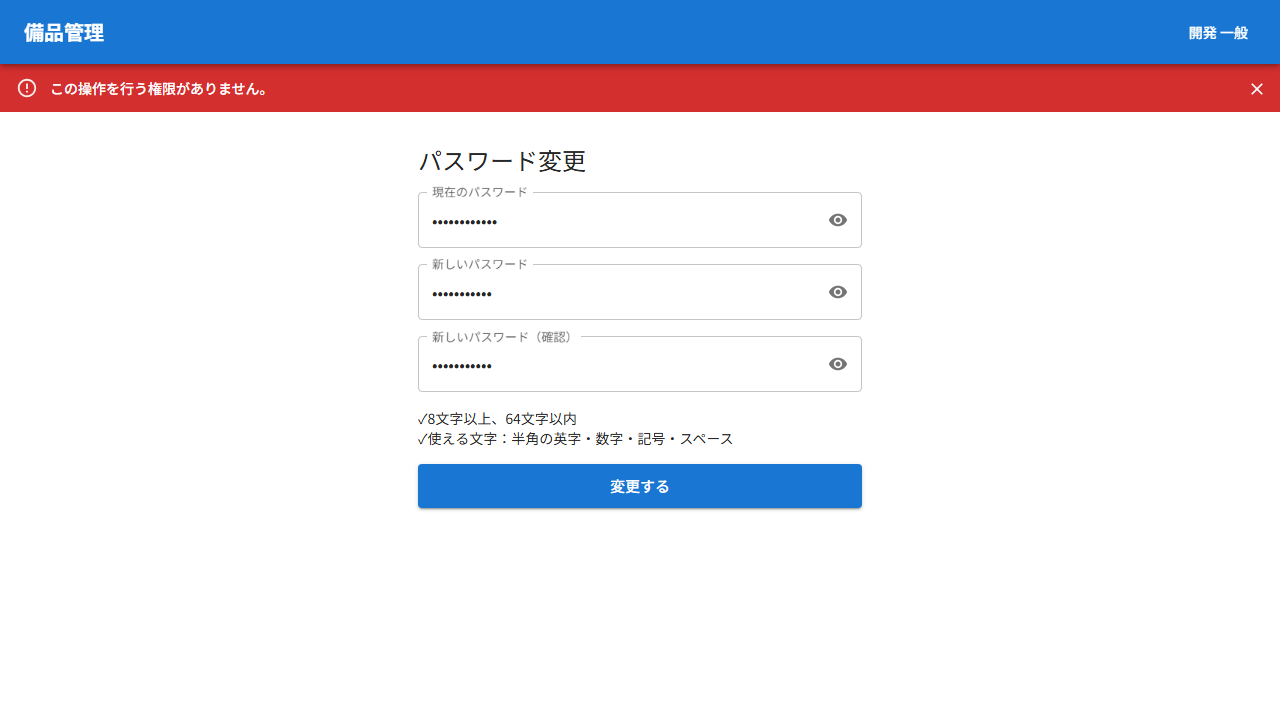 備品管理
開発 一般
この操作を行う権限がありません。
パスワード変更
現在のパスワード
••••••••••••
新しいパスワード
•••••••••••
新しいパスワード（確認）
•••••••••••
✓8文字以上、64文字以内
✓使える文字：半角の英字・数字・記号・スペース
変更する